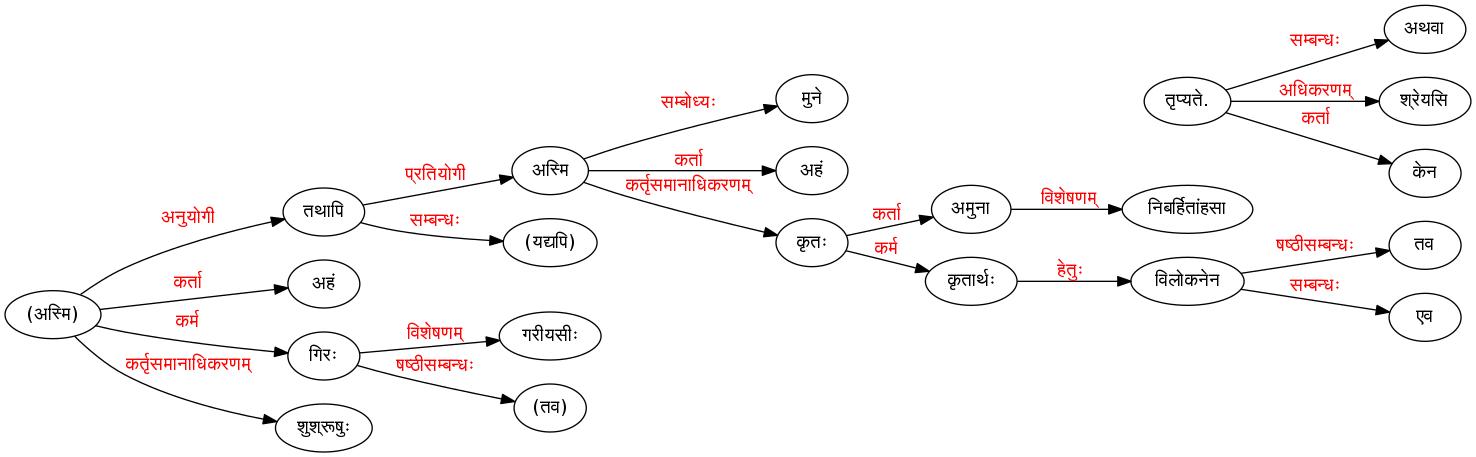 अथवा
सम्बन्धः
तृप्यते.
अधिकरणम्
श्रेयसि
कर्ता
केन
मुने
सम्बोध्यः
अस्मि
कर्ता
अहं
कर्तृसमानाधिकरणम्
प्रतियोगी
तथापि
सम्बन्धः
(यद्यपि)
अनुयोगी
कृतः
कर्ता
अमुना
विशेषणम्
निबर्हितांहसा
कर्म
कृतार्थः
हेतुः
विलोकनेन
षष्ठीसम्बन्धः
तव
सम्बन्धः
एव
(अस्मि)
कर्ता
अहं
कर्म
गिरः
विशेषणम्
गरीयसीः
षष्ठीसम्बन्धः
(तव)
कर्तृसमानाधिकरणम्
शुश्रूषुः